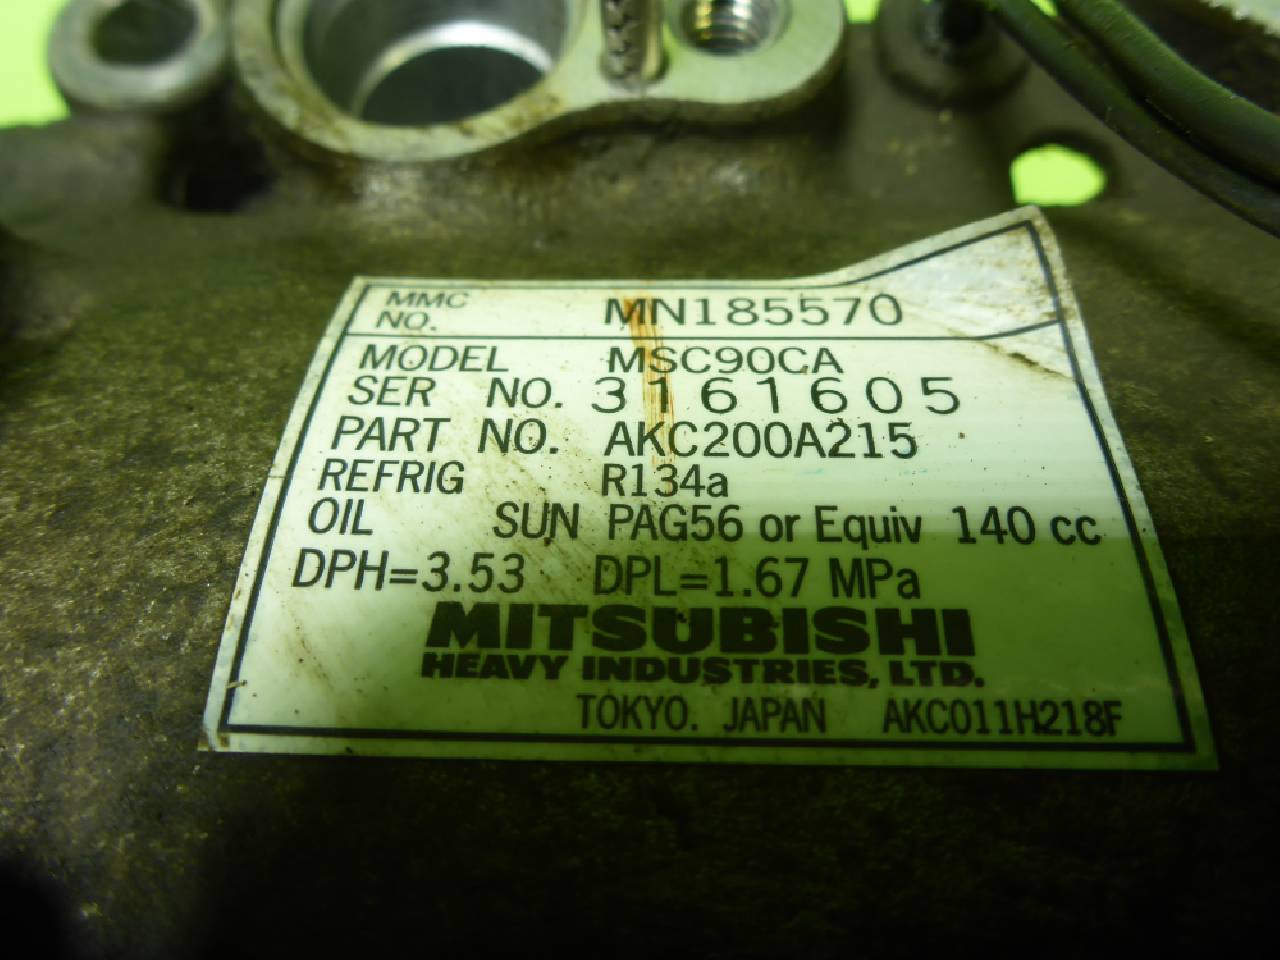 MMC NO. MN185570
MODEL MSC90CA
SER NO. 3161605
PART NO. AKC200A215
REFRIG R134a
OIL SUN PAG56 or Equiv 140 cc
DPH=3.53 DPL=1.67 MPa
MITSUBISHI
HEAVY INDUSTRIES, LTD.
TOKYO. JAPAN AKC011H218F